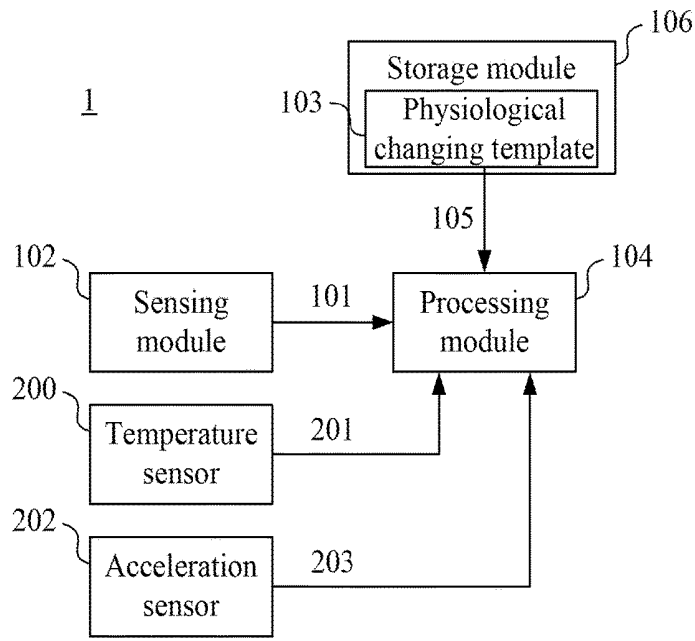 106
Storage module
1
103
Physiological
changing template
105
102
104
Sensing
module
101
Processing
module
200
Temperature
sensor
201
202
Acceleration
sensor
203